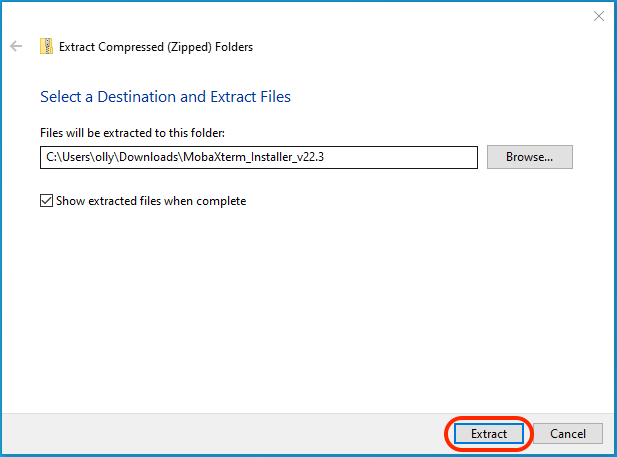 Extract Compressed (Zipped) Folders
Select a Destination and Extract Files
Files will be extracted to this folder:
C:\Users\olly\Downloads\MobaXterm_Installer_v22.3
Browse...
Show extracted files when complete
Extract
Cancel